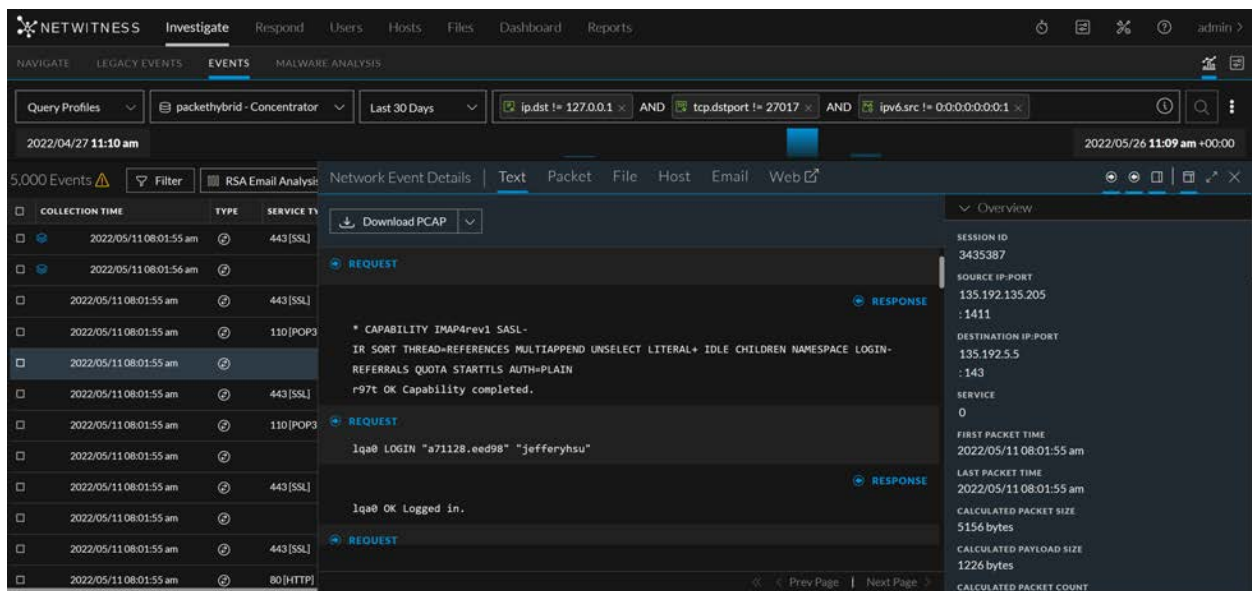 NETWITNESS Investigate Respond Users Hosts Files Dashboard Reports admin >
NAVIGATE LEGACY EVENTS EVENTS MALWARE ANALYSIS
Query Profiles packethybrid - Concentrator Last 30 Days ip.dst != 127.0.0.1 × AND tcp.dstport != 27017 × AND ipv6.src != 0:0:0:0:0:0:0:1 ×
2022/04/27 11:10 am 2022/05/26 11:09 am +00:00
5,000 Events Filter RSA Email Analysis
COLLECTION TIME TYPE SERVICE TY
2022/05/11 08:01:55 am 443 [SSL]
2022/05/11 08:01:56 am
2022/05/11 08:01:55 am 443 [SSL]
2022/05/11 08:01:55 am 110 [POP3
2022/05/11 08:01:55 am
2022/05/11 08:01:55 am 443 [SSL]
2022/05/11 08:01:55 am 110 [POP3
2022/05/11 08:01:55 am
2022/05/11 08:01:55 am 443 [SSL]
2022/05/11 08:01:55 am
2022/05/11 08:01:55 am 443 [SSL]
2022/05/11 08:01:55 am 80 [HTTP]
Network Event Details | Text Packet File Host Email Web
Download PCAP
REQUEST
RESPONSE
* CAPABILITY IMAP4rev1 SASL-
IR SORT THREAD=REFERENCES MULTIAPPEND UNSELECT LITERAL+ IDLE CHILDREN NAMESPACE LOGIN-
REFERRALS QUOTA STARTTLS AUTH=PLAIN
r97t OK Capability completed.
REQUEST
lqa0 LOGIN "a71128.eed98" "jefferyhsu"
RESPONSE
lqa0 OK Logged in.
REQUEST
Prev Page | Next Page
Overview
SESSION ID
3435387
SOURCE IP:PORT
135.192.135.205
: 1411
DESTINATION IP:PORT
135.192.5.5
: 143
SERVICE
0
FIRST PACKET TIME
2022/05/11 08:01:55 am
LAST PACKET TIME
2022/05/11 08:01:55 am
CALCULATED PACKET SIZE
5156 bytes
CALCULATED PAYLOAD SIZE
1226 bytes
CALCULATED PACKET COUNT